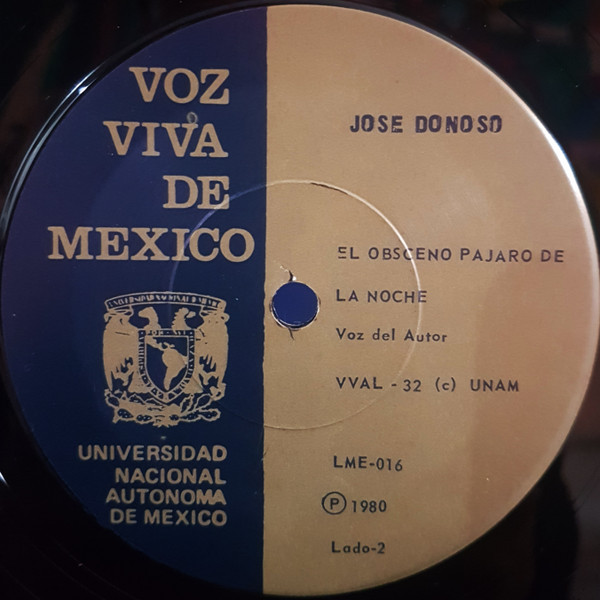 VOZ
VIVA
DE
MEXICO
UNIVERSIDAD
NACIONAL
AUTONOMA
DE MEXICO
JOSE DONOSO
EL OBSCENO PAJARO DE
LA NOCHE
Voz del Autor
VVAL - 32 (c) UNAM
LME-016
Ⓟ 1980
Lado-2